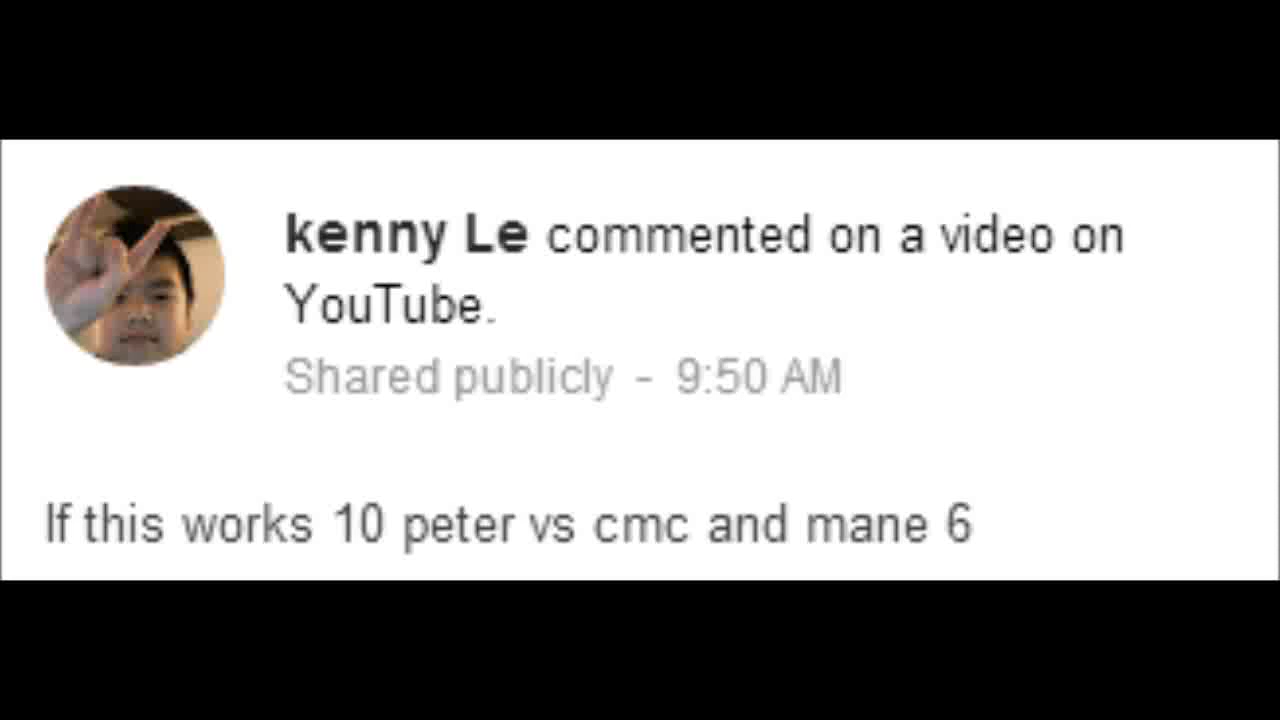 kenny Le commented on a video on
YouTube.
Shared publicly - 9:50 AM
If this works 10 peter vs cmc and mane 6